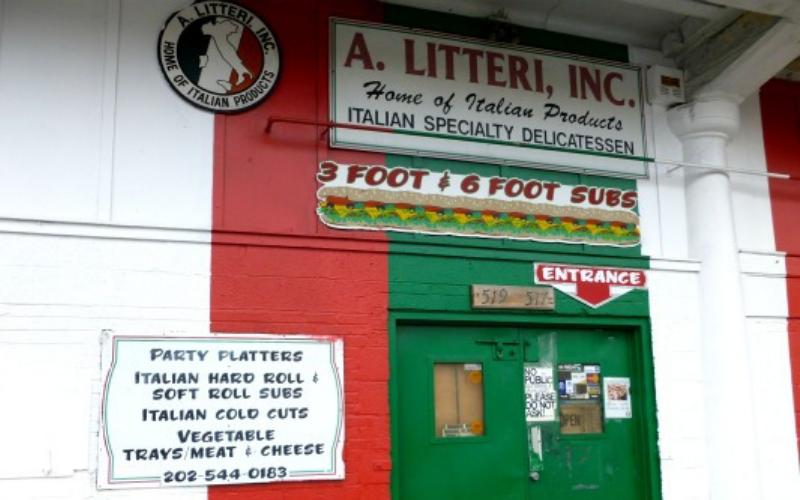 A. LITTERI, INC.
HOME OF ITALIAN PRODUCTS
A. LITTERI, INC.
Home of Italian Products
ITALIAN SPECIALTY DELICATESSEN
3 FOOT & 6 FOOT SUBS
ENTRANCE
519 517
PARTY PLATTERS
ITALIAN HARD ROLL &
SOFT ROLL SUBS
ITALIAN COLD CUTS
VEGETABLE
TRAYS/MEAT & CHEESE
202-544-0183
NO
PUBLIC
PLEASE
DO NOT
ASK!
OPEN